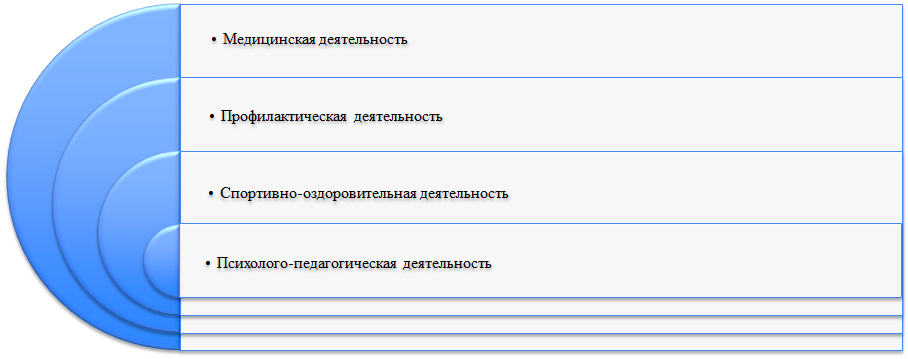 • Медицинская деятельность
• Профилактическая деятельность
• Спортивно-оздоровительная деятельность
• Психолого-педагогическая деятельность